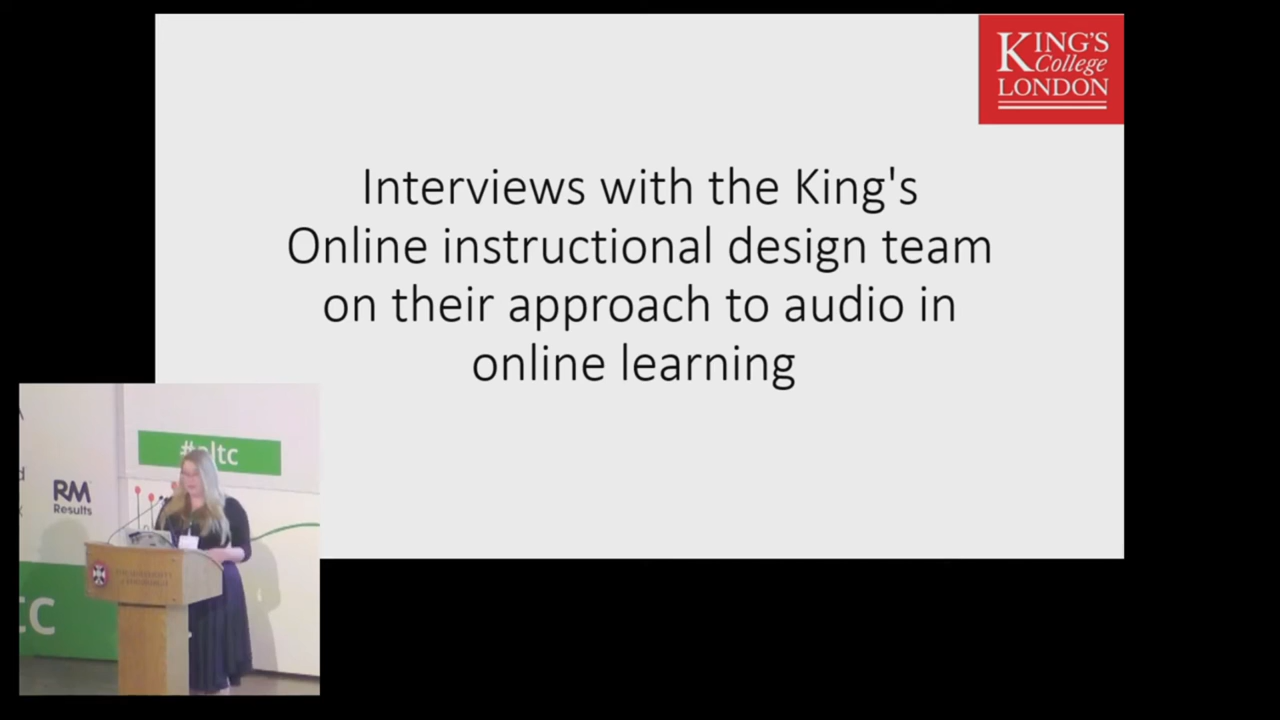 KING'S
College
LONDON
Interviews with the King's
Online instructional design team
on their approach to audio in
online learning
#altc
RM
Results
tc